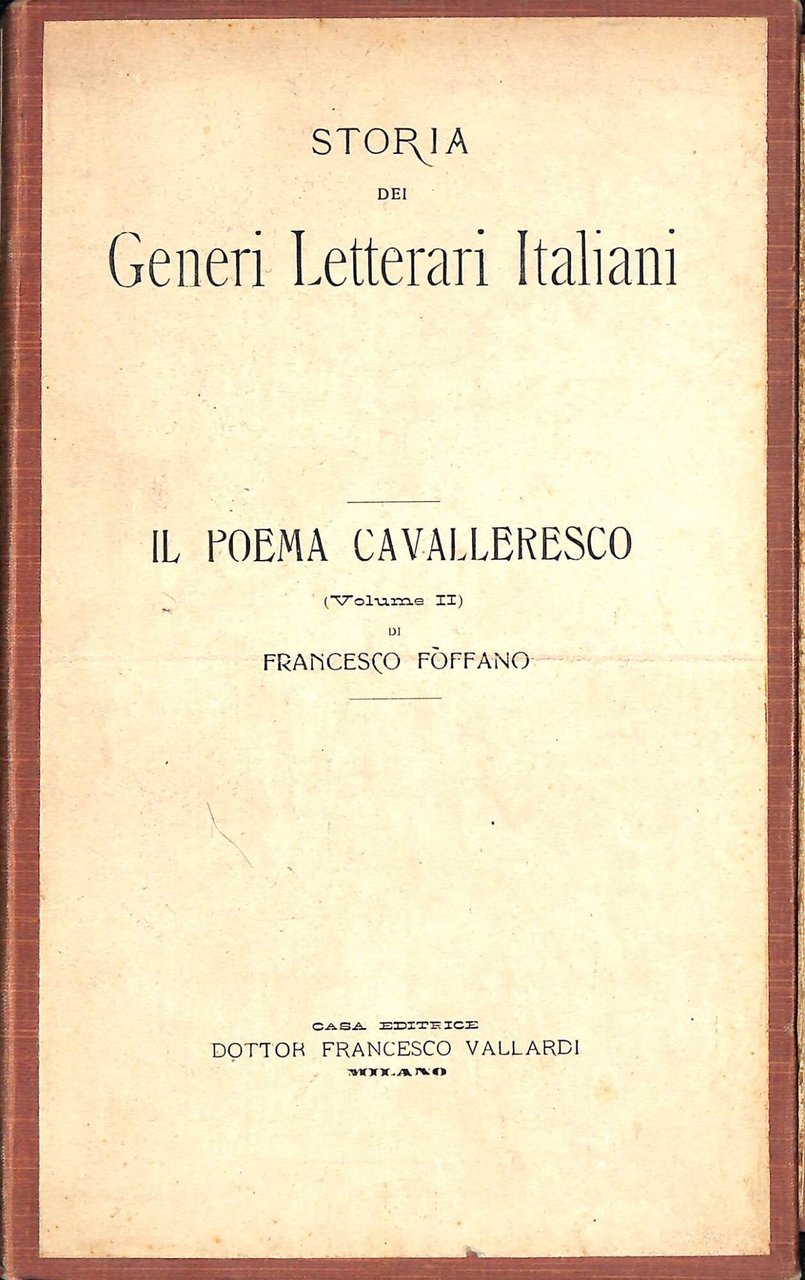 STORIA
DEI
Generi Letterari Italiani
IL POEMA CAVALLERESCO
(Volume II)
DI
FRANCESCO FÒFFANO
CASA EDITRICE
DOTTOR FRANCESCO VALLARDI
MILANO